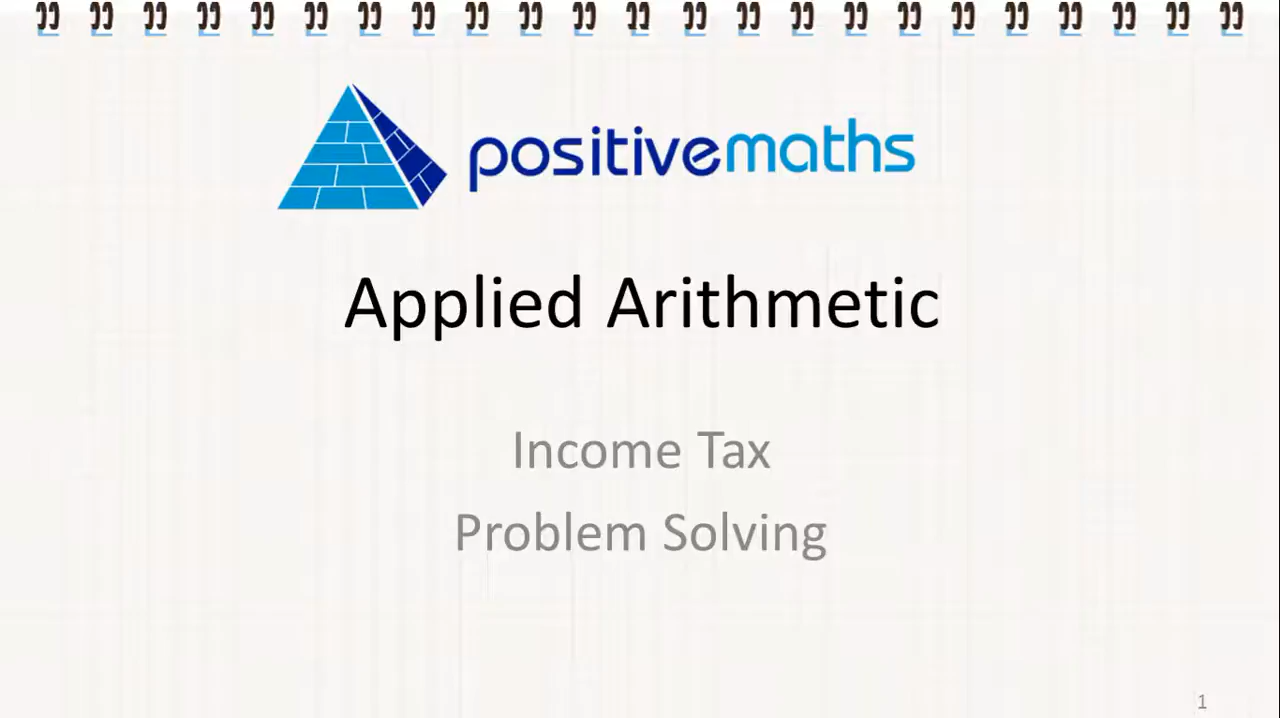 positivemaths
Applied Arithmetic
Income Tax
Problem Solving
1